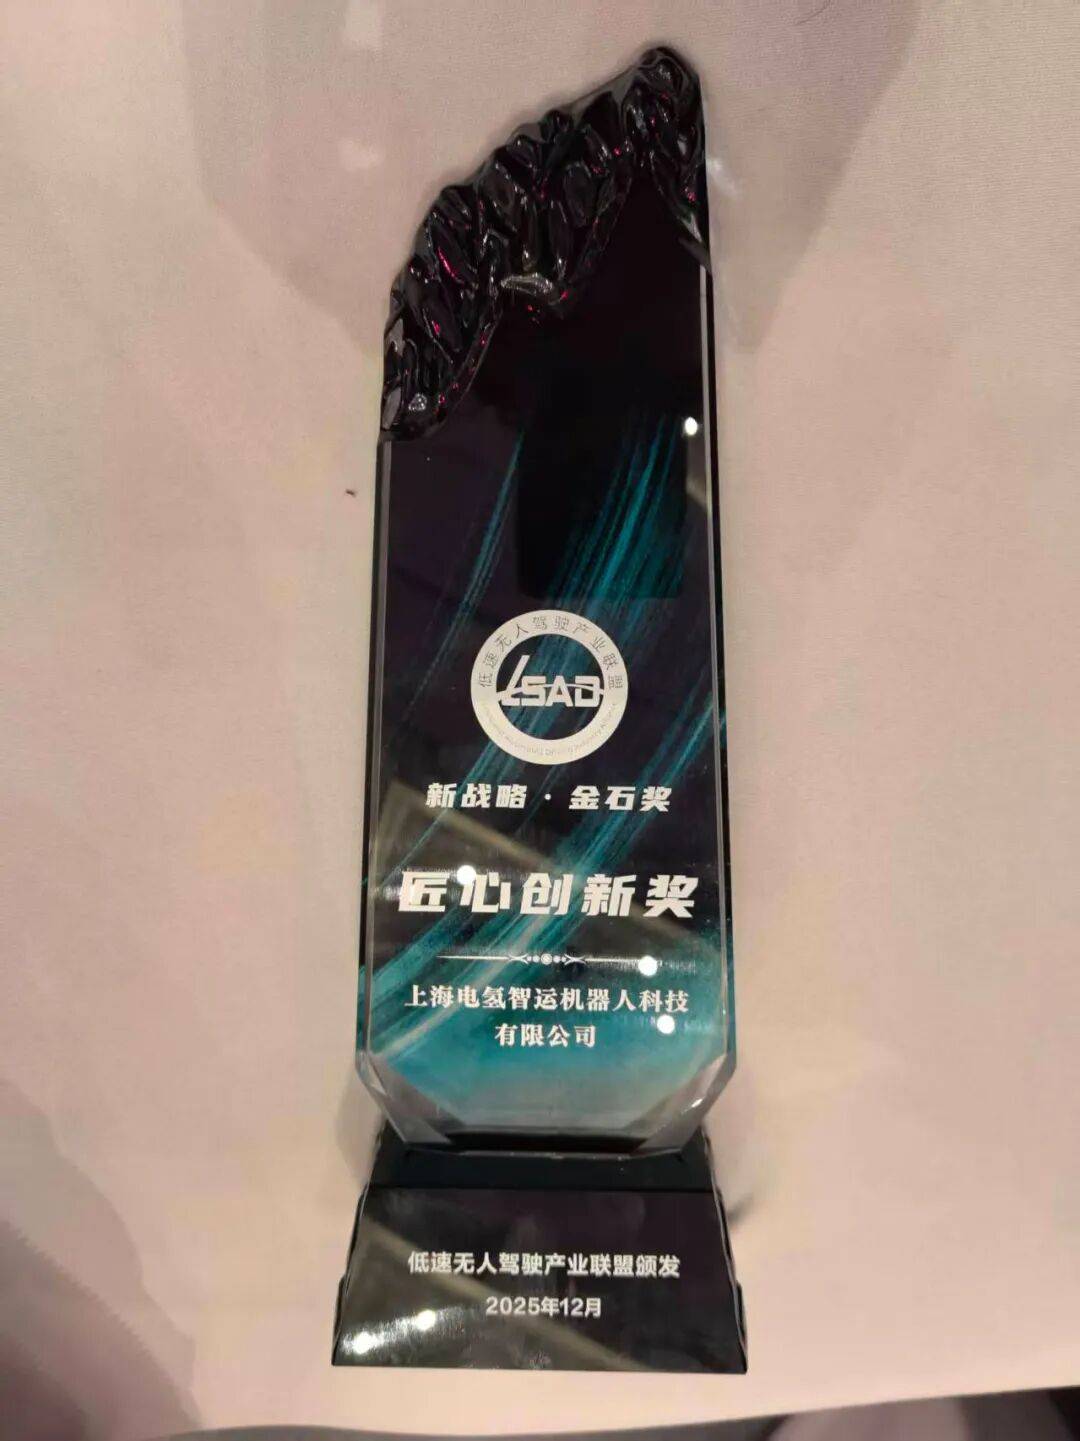 低速无人驾驶产业联盟
LSAD
新战略·金石奖
匠心创新奖
上海电氢智运机器人科技
有限公司
低速无人驾驶产业联盟颁发
2025年12月